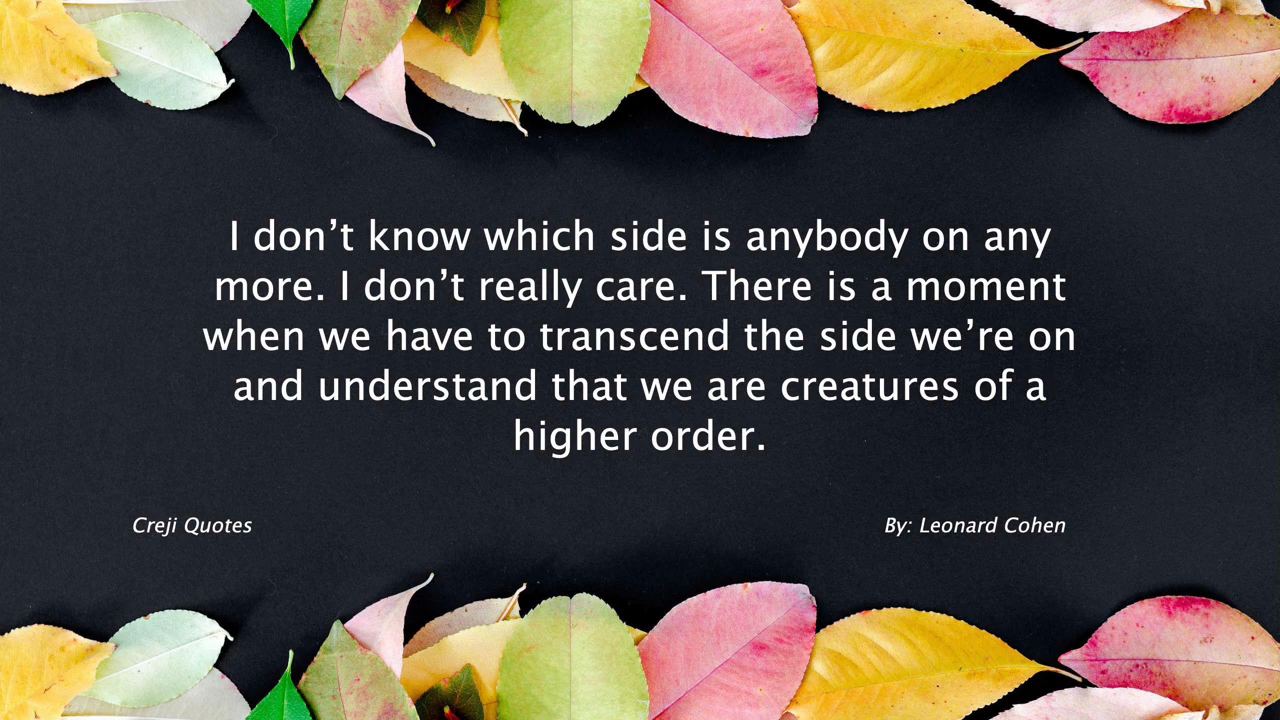 I don’t know which side is anybody on any
more. I don’t really care. There is a moment
when we have to transcend the side we’re on
and understand that we are creatures of a
higher order.
Creji Quotes
By: Leonard Cohen